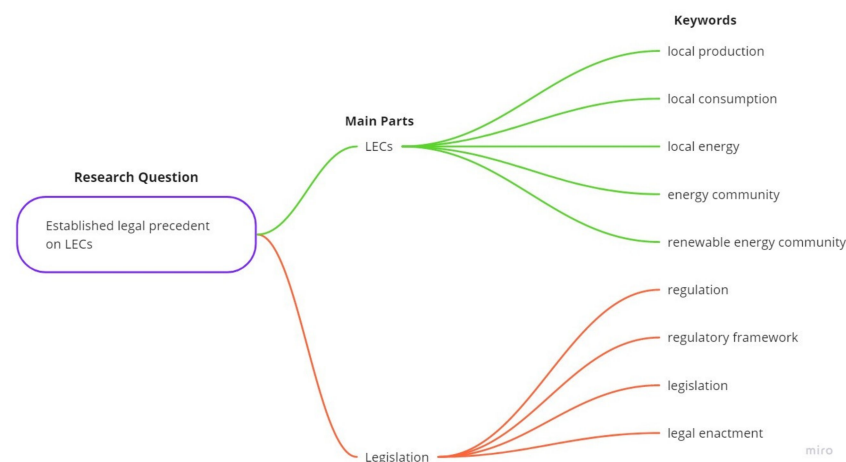 Research Question
Established legal precedent
on LECs
Main Parts
LECs
Legislation
Keywords
local production
local consumption
local energy
energy community
renewable energy community
regulation
regulatory framework
legislation
legal enactment
miro